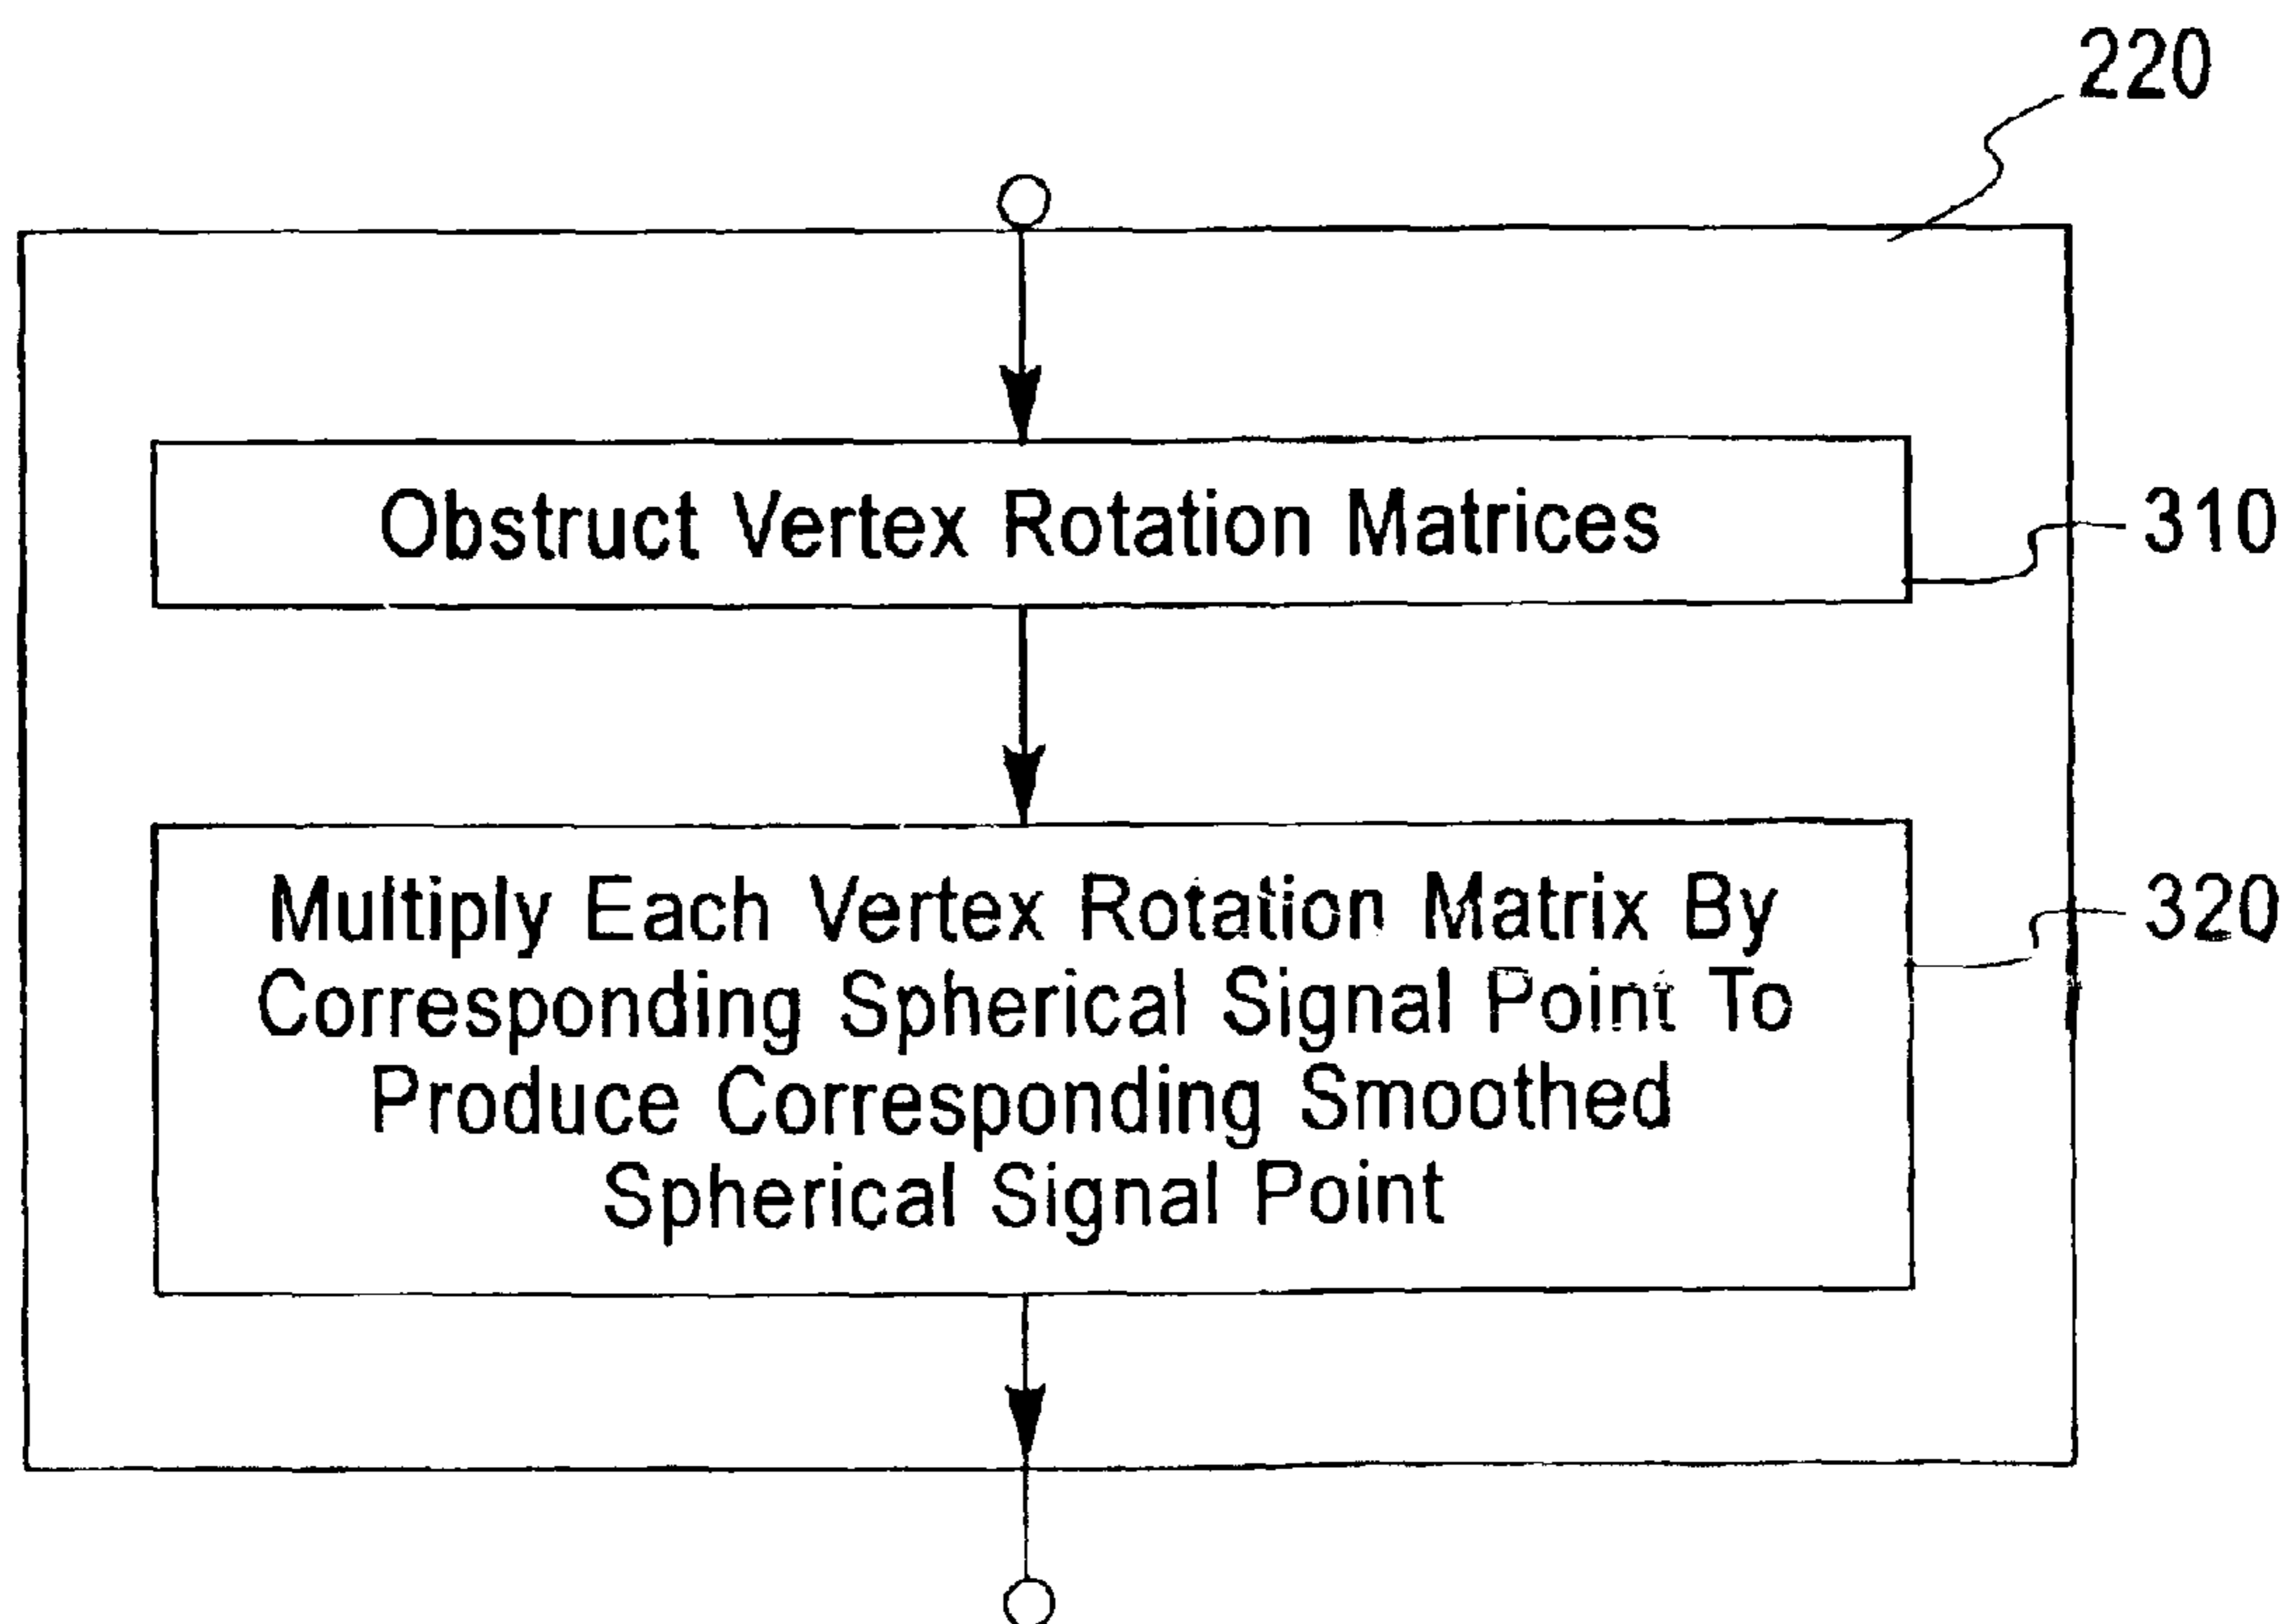 220
Obstruct Vertex Rotation Matrices
310
Multiply Each Vertex Rotation Matrix By
320
Corresponding Spherical Signal Point To
Produce Corresponding Smoothed
Spherical Signal Point